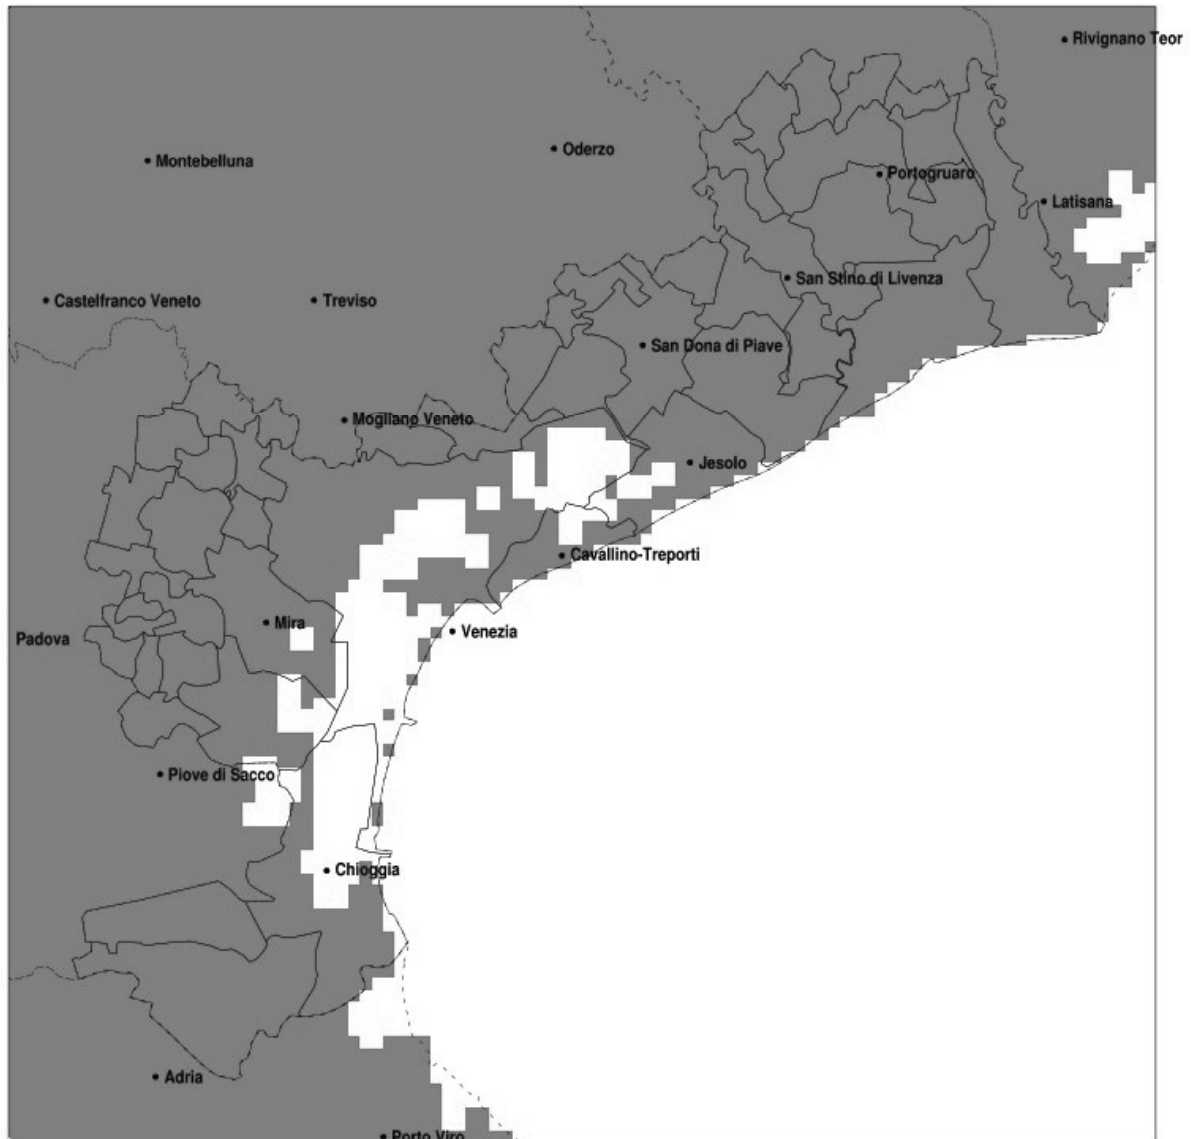 Rivignano Teor
Oderzo
Montebelluna
Portogruaro
Latisana
San Stino di Livenza
Castelfranco Veneto
Treviso
San Dona di Piave
Mogliano Veneto
Jesolo
Cavallino-Treporti
Mira
Venezia
Padova
Piove di Sacco
Chioggia
Adria
Porto Viro